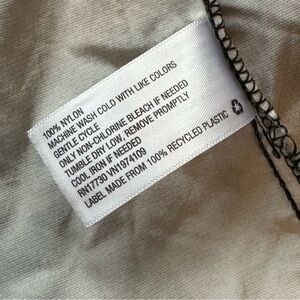 100% NYLON
MACHINE WASH COLD WITH LIKE COLORS
GENTLE CYCLE
ONLY NON-CHLORINE BLEACH IF NEEDED
TUMBLE DRY LOW, REMOVE PROMPTLY
COOL IRON IF NEEDED
RN17730 VN1974109
LABEL MADE FROM 100% RECYCLED PLASTIC